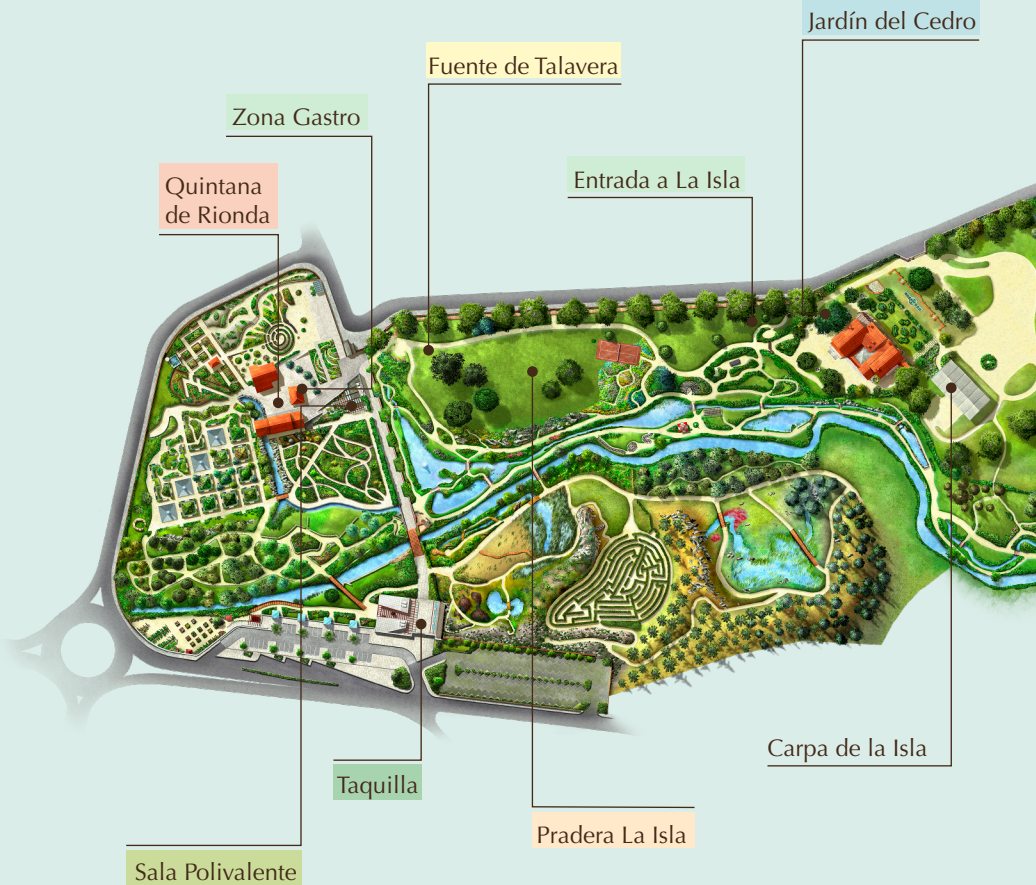 Jardín del Cedro
Fuente de Talavera
Zona Gastro
Entrada a La Isla
Quintana
de Rionda
Carpa de la Isla
Taquilla
Pradera La Isla
Sala Polivalente